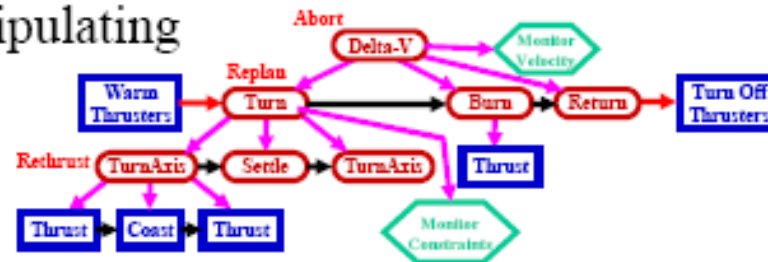 ipulating
Abort
Delta-V
Monitor
Velocity
Replan
Warm
Thrusters
Turn
Burn
Return
Turn Off
Thrusters
Rethrust
TurnAxis
Settle
TurnAxis
Thrust
Thrust
Coast
Thrust
Monitor
Constraints